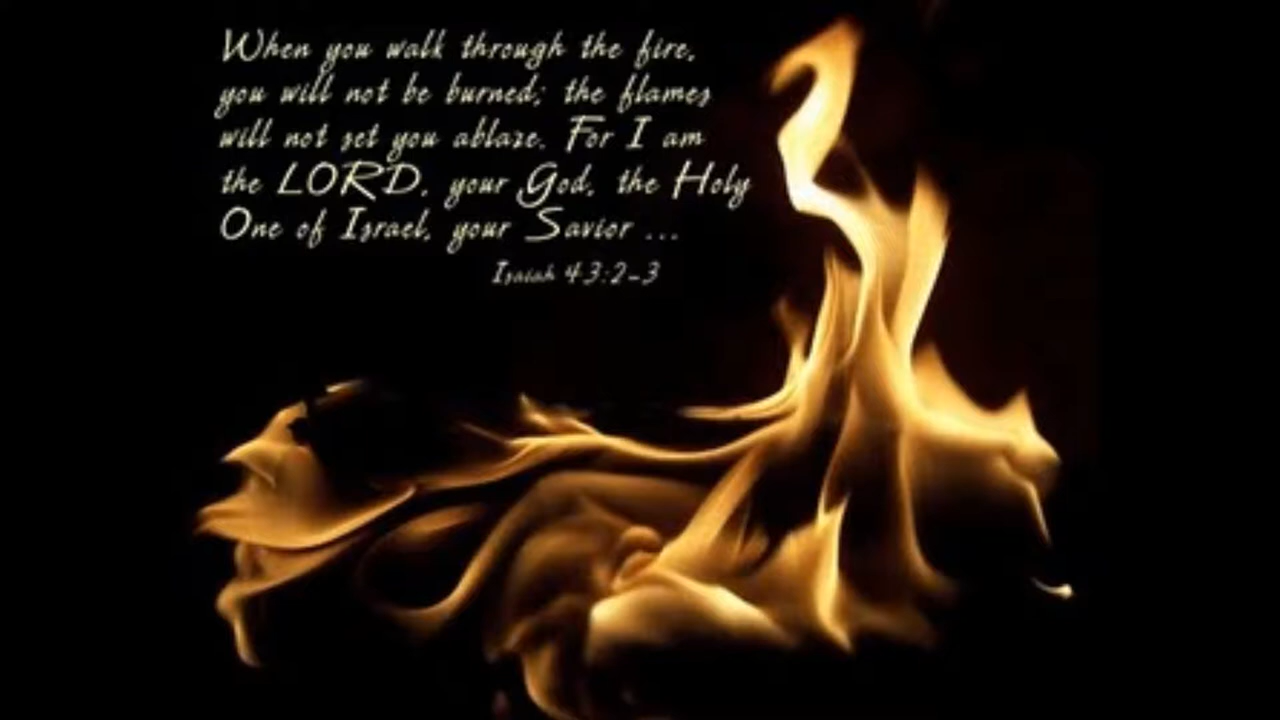 When you walk through the fire,
you will not be burned; the flames
will not set you ablaze. For I am
the LORD, your God, the Holy
One of Israel, your Savior ...
Isaiah 43:2-3